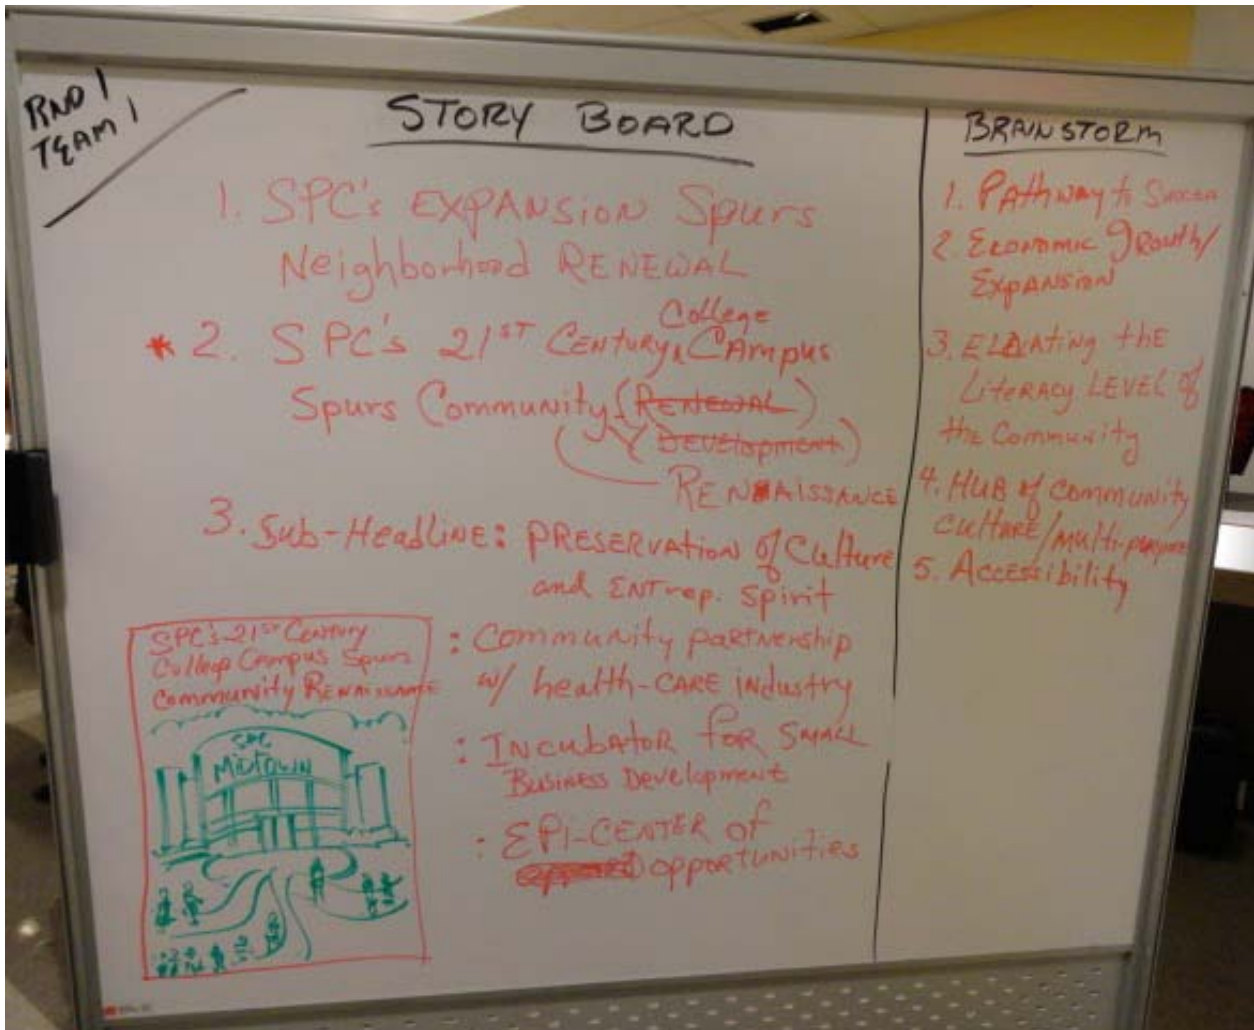 RND 1
TEAM 1
STORY BOARD
1. SPC's EXPANSION Spurs
Neighborhood RENEWAL
* 2. SPC's 21ST CENTURY College CAmpus
Spurs Community (RENEWAL)
(DEVElopment)
RENAISSANCE
3. Sub-Headline: PRESERVATION of Culture
and ENTrep. Spirit
: Community partnership
w/ health-CARE industry
: INCubATOR for SMALL
Business Development
: EPI-CENTER of
opportunities
SPC's 21st Century
College Campus Spurs
Community RENAISSANCE
SPC
MIDTOWN
BRAINSTORM
1. PAthway to Success
2. Economic growth/
Expansion
3. the
Literacy LEVEL of
the Community
4. HUB of community
culture/multi-purpose
5. Accessibility